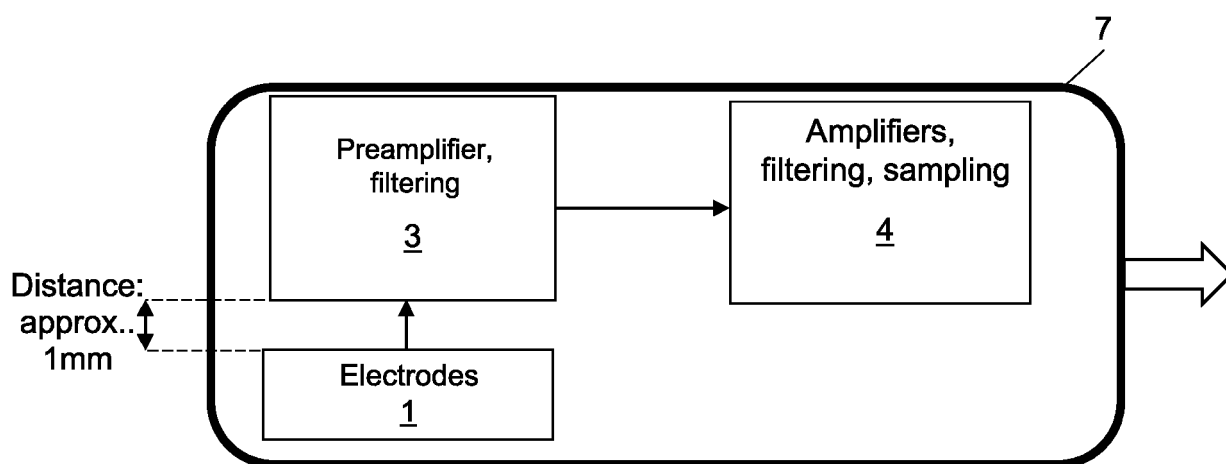 7
Preamplifier,
filtering
3
Amplifiers,
filtering, sampling
4
Distance:
approx..
1mm
Electrodes
1